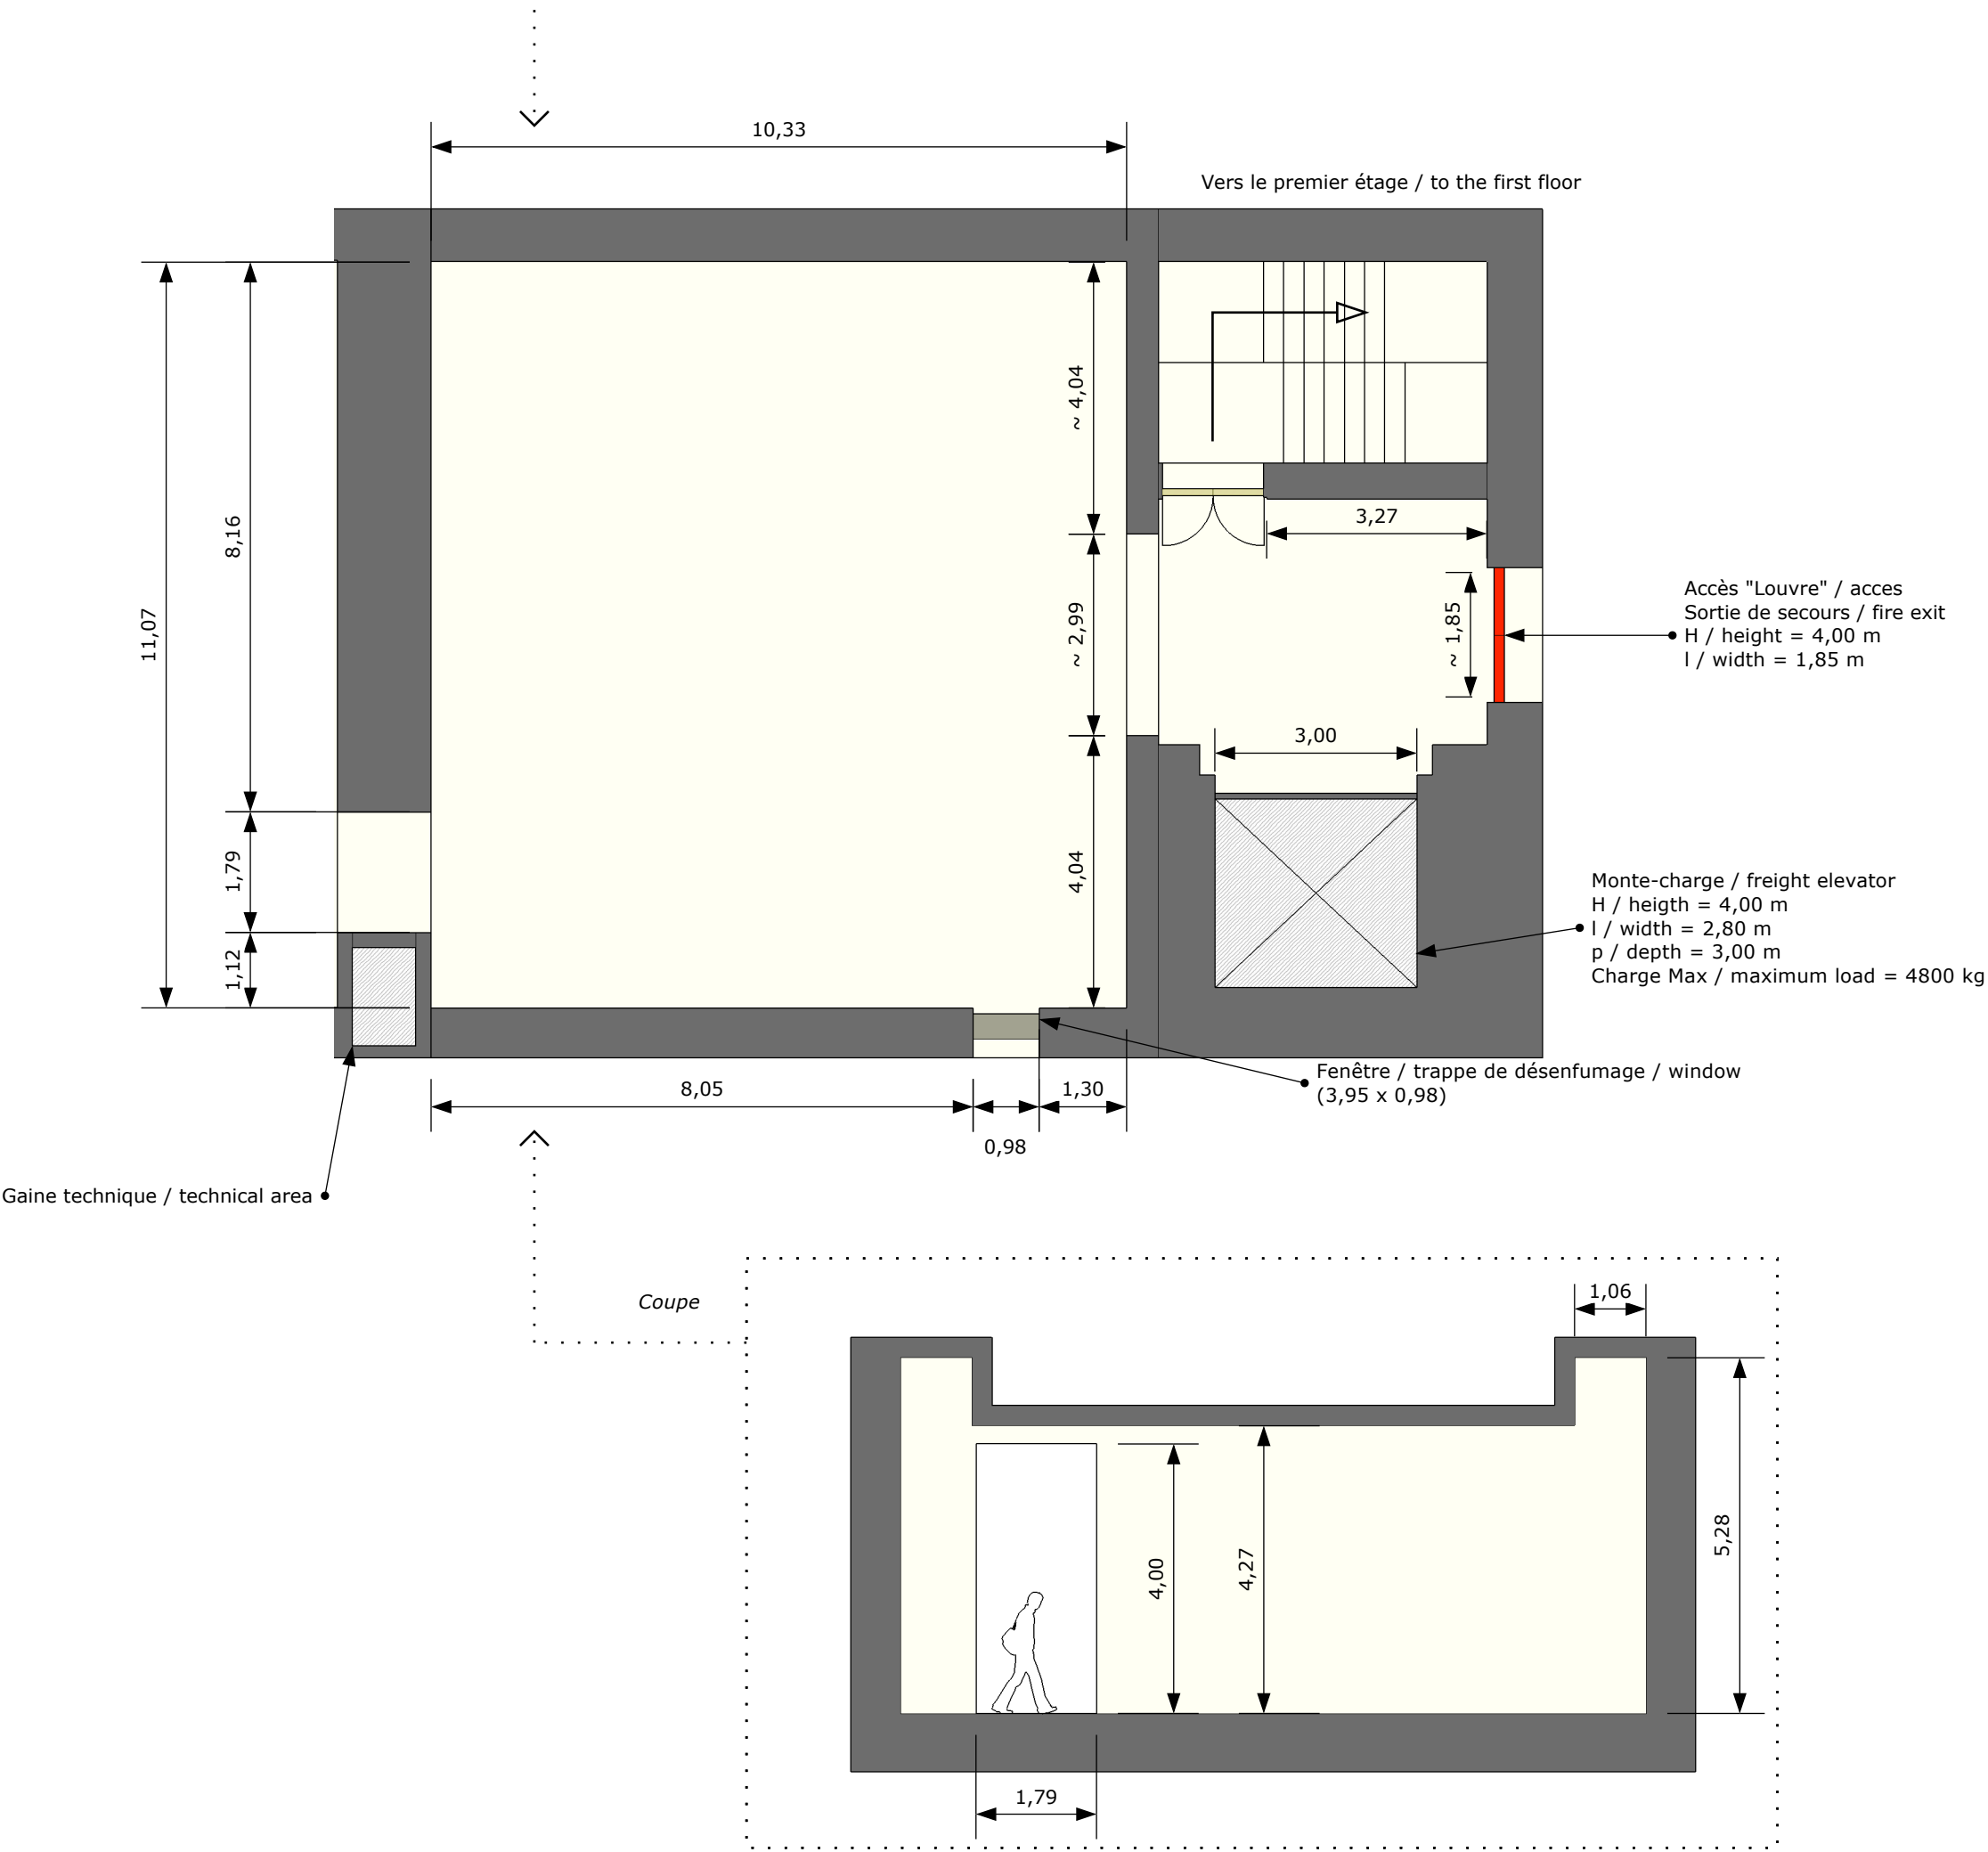 10,33
Vers le premier étage / to the first floor
11,07
8,16
~ 4,04
3,27
~ 2,99
~ 1,85
Accès "Louvre" / acces
Sortie de secours / fire exit
H / height = 4,00 m
l / width = 1,85 m
3,00
1,79
4,04
1,12
Monte-charge / freight elevator
H / heigth = 4,00 m
l / width = 2,80 m
p / depth = 3,00 m
Charge Max / maximum load = 4800 kg
8,05
0,98
1,30
Fenêtre / trappe de désenfumage / window
(3,95 x 0,98)
Gaine technique / technical area
Coupe
1,06
4,00
4,27
5,28
1,79